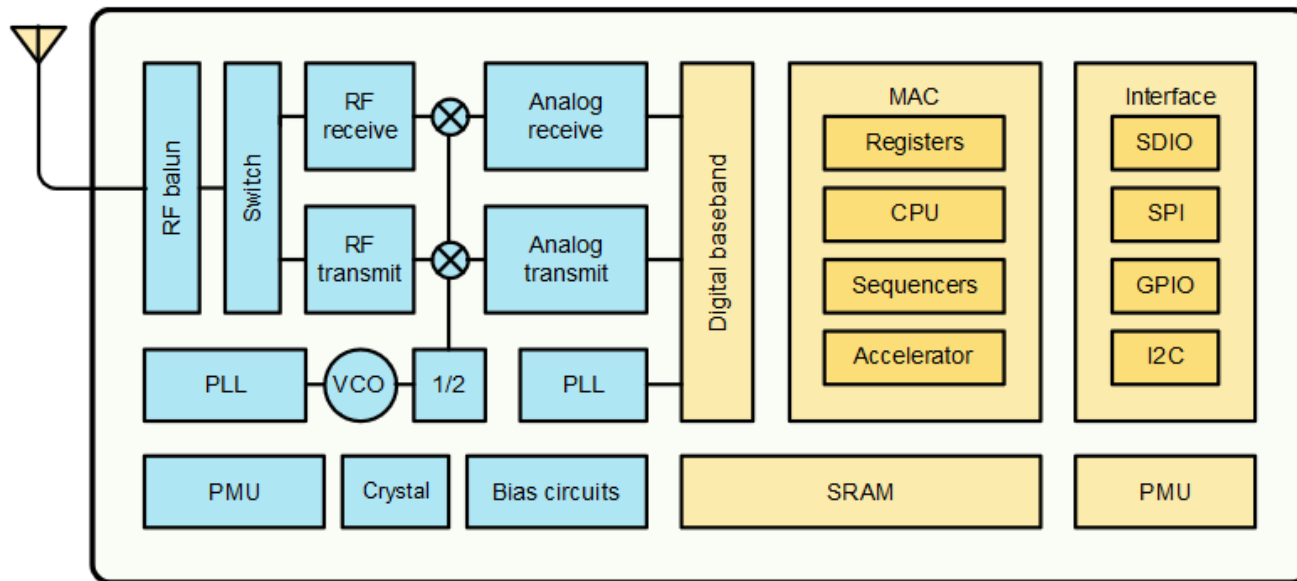 RF balun
Switch
RF
receive
RF
transmit
Analog
receive
Analog
transmit
Digital baseband
MAC
Registers
CPU
Sequencers
Accelerator
Interface
SDIO
SPI
GPIO
I2C
PLL
VCO
1/2
PLL
PMU
Crystal
Bias circuits
SRAM
PMU